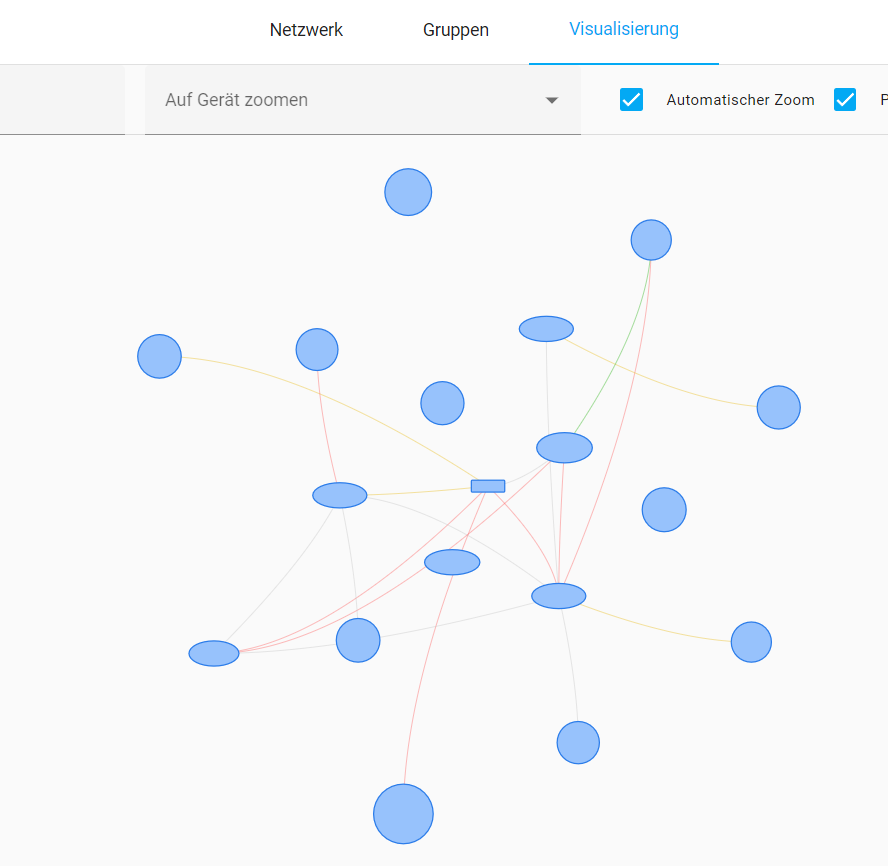 Netzwerk Gruppen Visualisierung
Auf Gerät zoomen Automatischer Zoom P